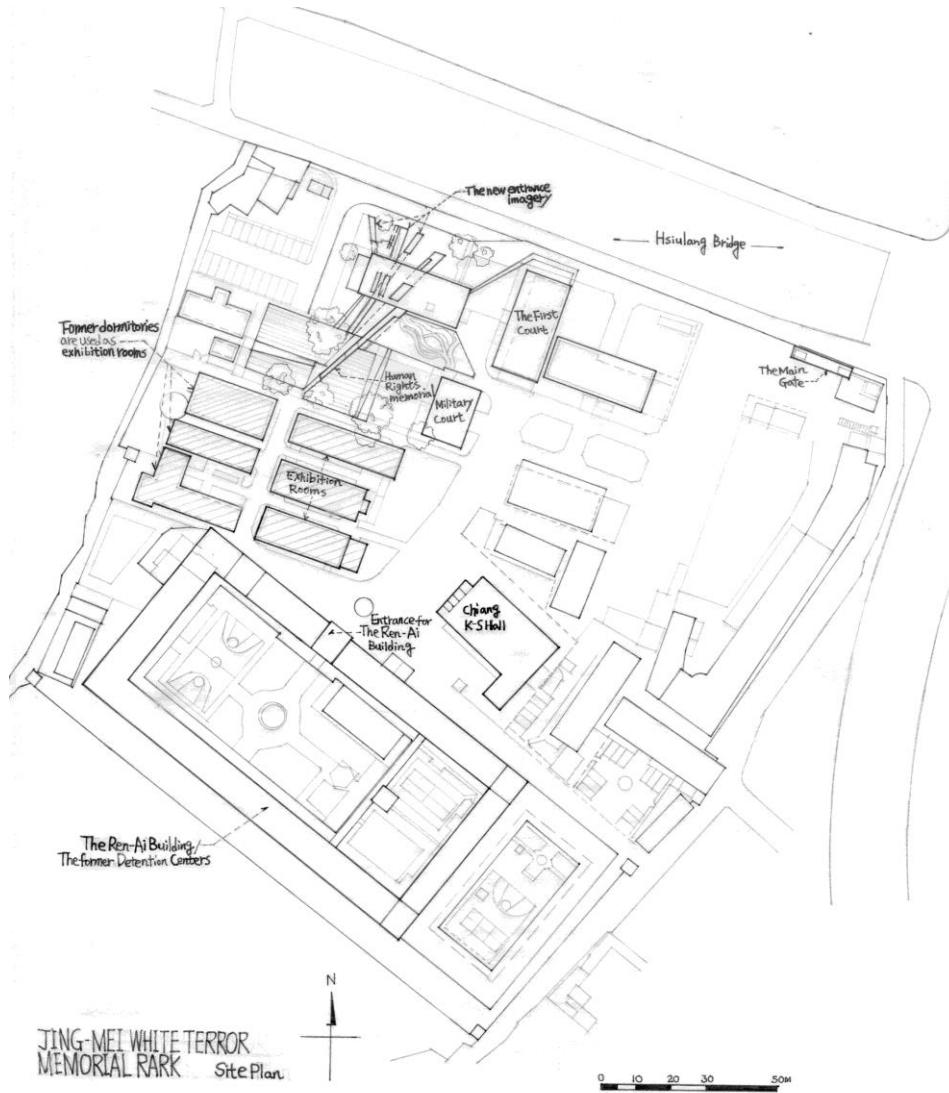 The new entrance
imagery
Hsiulang Bridge
The First
Court
Former dormitories
are used as
exhibition rooms
The Main
Gate
Human
Rights
memorial
Military
Court
Exhibition
Rooms
Chiang
K-S Hall
Entrance for
The Ren-Ai
Building
The Ren-Ai Building/
The former Detention Centers
N
JING-MEI WHITE TERROR
MEMORIAL PARK Site Plan
0 10 20 30 50M